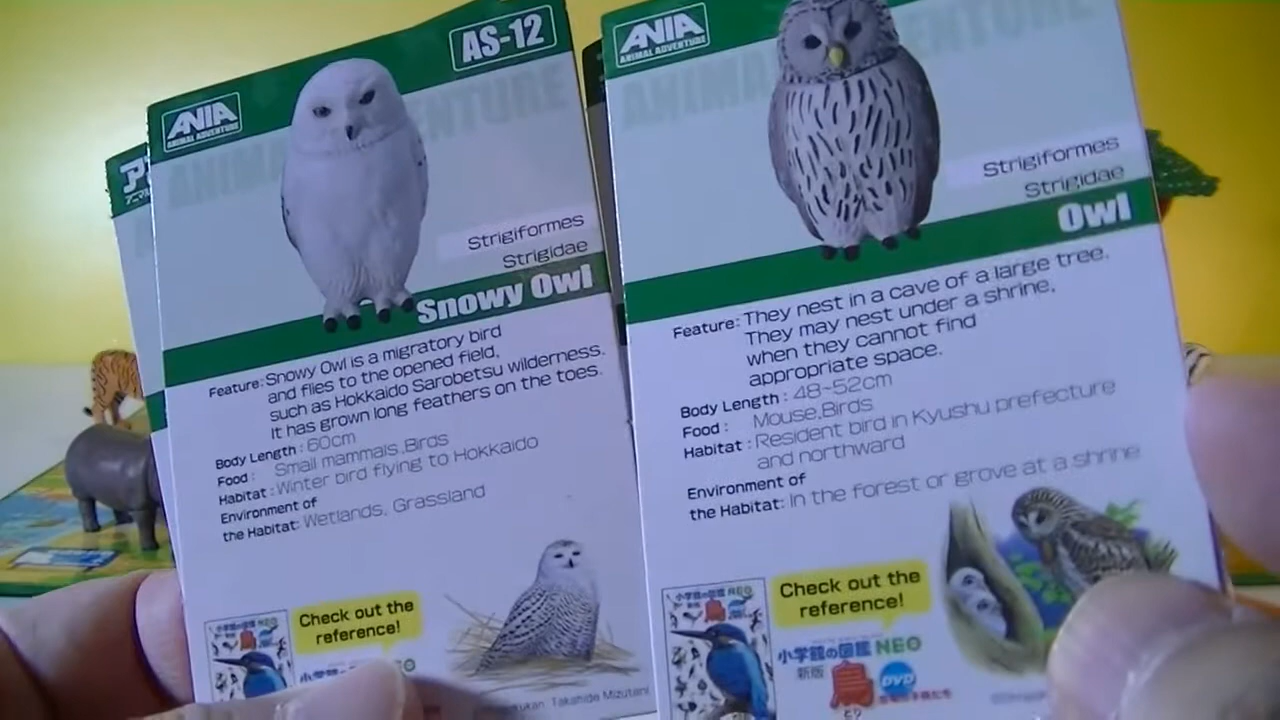 AS-12
ANIA
ANIMAL ADVENTURE
Strigiformes
Strigidae
Snowy Owl
Feature: Snowy Owl is a migratory bird
and flies to the opened field,
such as Hokkaido Sarobetsu wilderness.
It has grown long feathers on the toes.
Body Length : 60cm
Food : Small mammals,Birds
Habitat : Winter bird flying to Hokkaido
Environment of
the Habitat: Wetlands, Grassland
Check out the
reference!
Takahide Mizutani
ANIA
ANIMAL ADVENTURE
Strigiformes
Strigidae
Owl
Feature: They nest in a cave of a large tree.
They may nest under a shrine,
when they cannot find
appropriate space.
Body Length : 48~52cm
Food : Mouse,Birds
Habitat : Resident bird in Kyushu prefecture
and northward
Environment of
the Habitat: In the forest or grove at a shrine
Check out the
reference!
小学館の図鑑 NEO
新版
鳥
DVD
とり